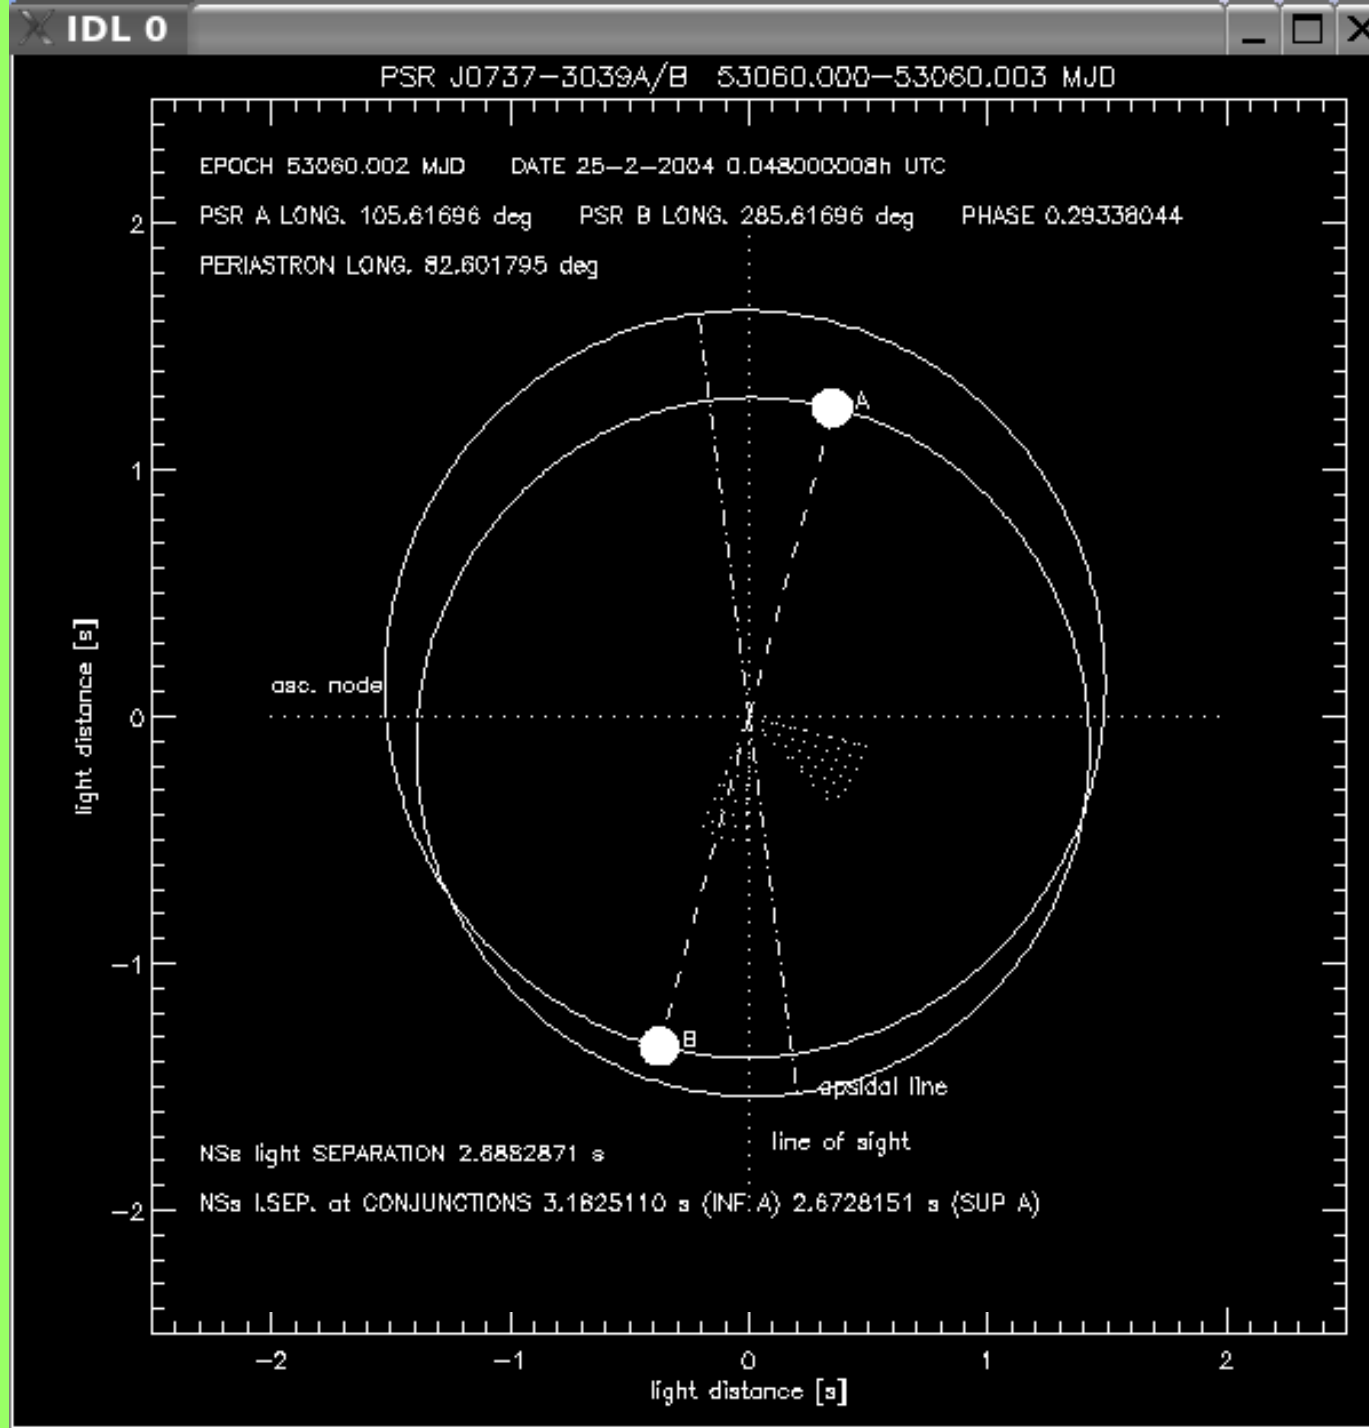 IDL 0
PSR J0737-3039A/B 53060.000-53060.003 MJD
EPOCH 53060.002 MJD DATE 25-2-2004 0.048000008h UTC
PSR A LONG. 105.61696 deg PSR B LONG. 285.61696 deg PHASE 0.29338044
PERIASTRON LONG. 82.601795 deg
A
asc. node
B
apsidal line
line of sight
NSs light SEPARATION 2.6882871 s
NSs l.SEP. at CONJUNCTIONS 3.1625110 s (INF. A) 2.6728151 s (SUP A)
2
1
0
-1
-2
light distance [s]
-2 -1 0 1 2
light distance [s]